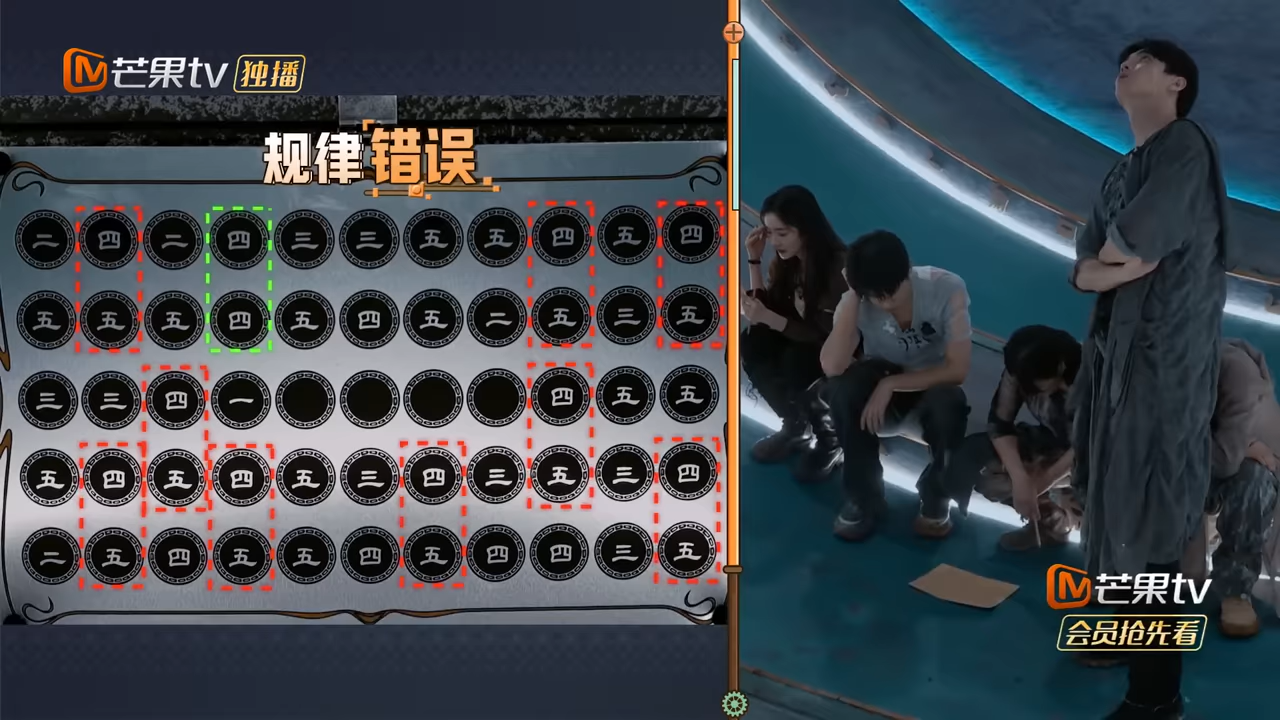 芒果tv 独播
规律错误
二 四 二 四 三 三 五 五 四 五 四
五 五 五 四 五 四 五 二 五 三 五
三 三 四 一 四 五 五
五 四 五 四 五 三 四 三 五 三 四
二 五 四 五 五 四 五 四 四 三 五
芒果tv
会员抢先看